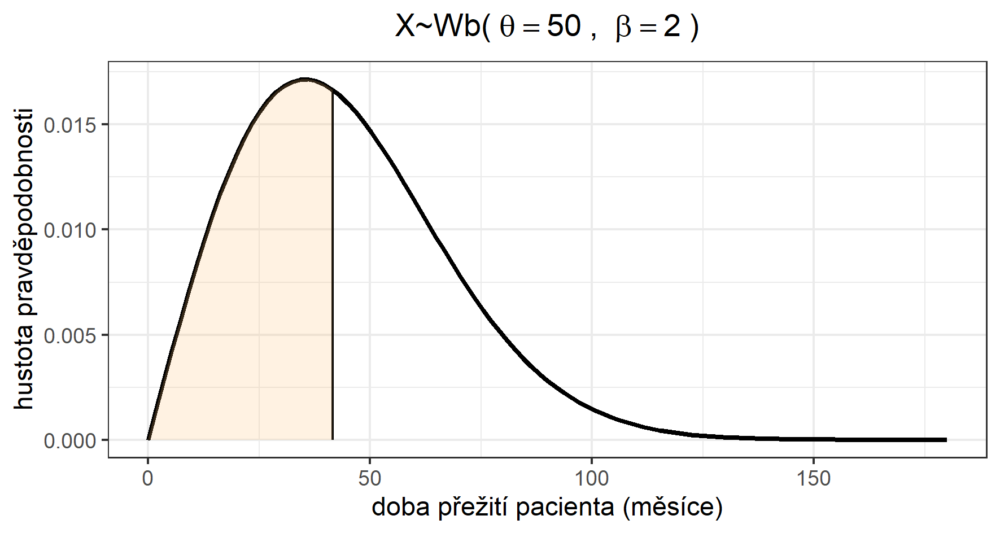 X~Wb( θ = 50 , β = 2 )
hustota pravděpodobnosti
0.015
0.010
0.005
0.000
0 50 100 150
doba přežití pacienta (měsíce)